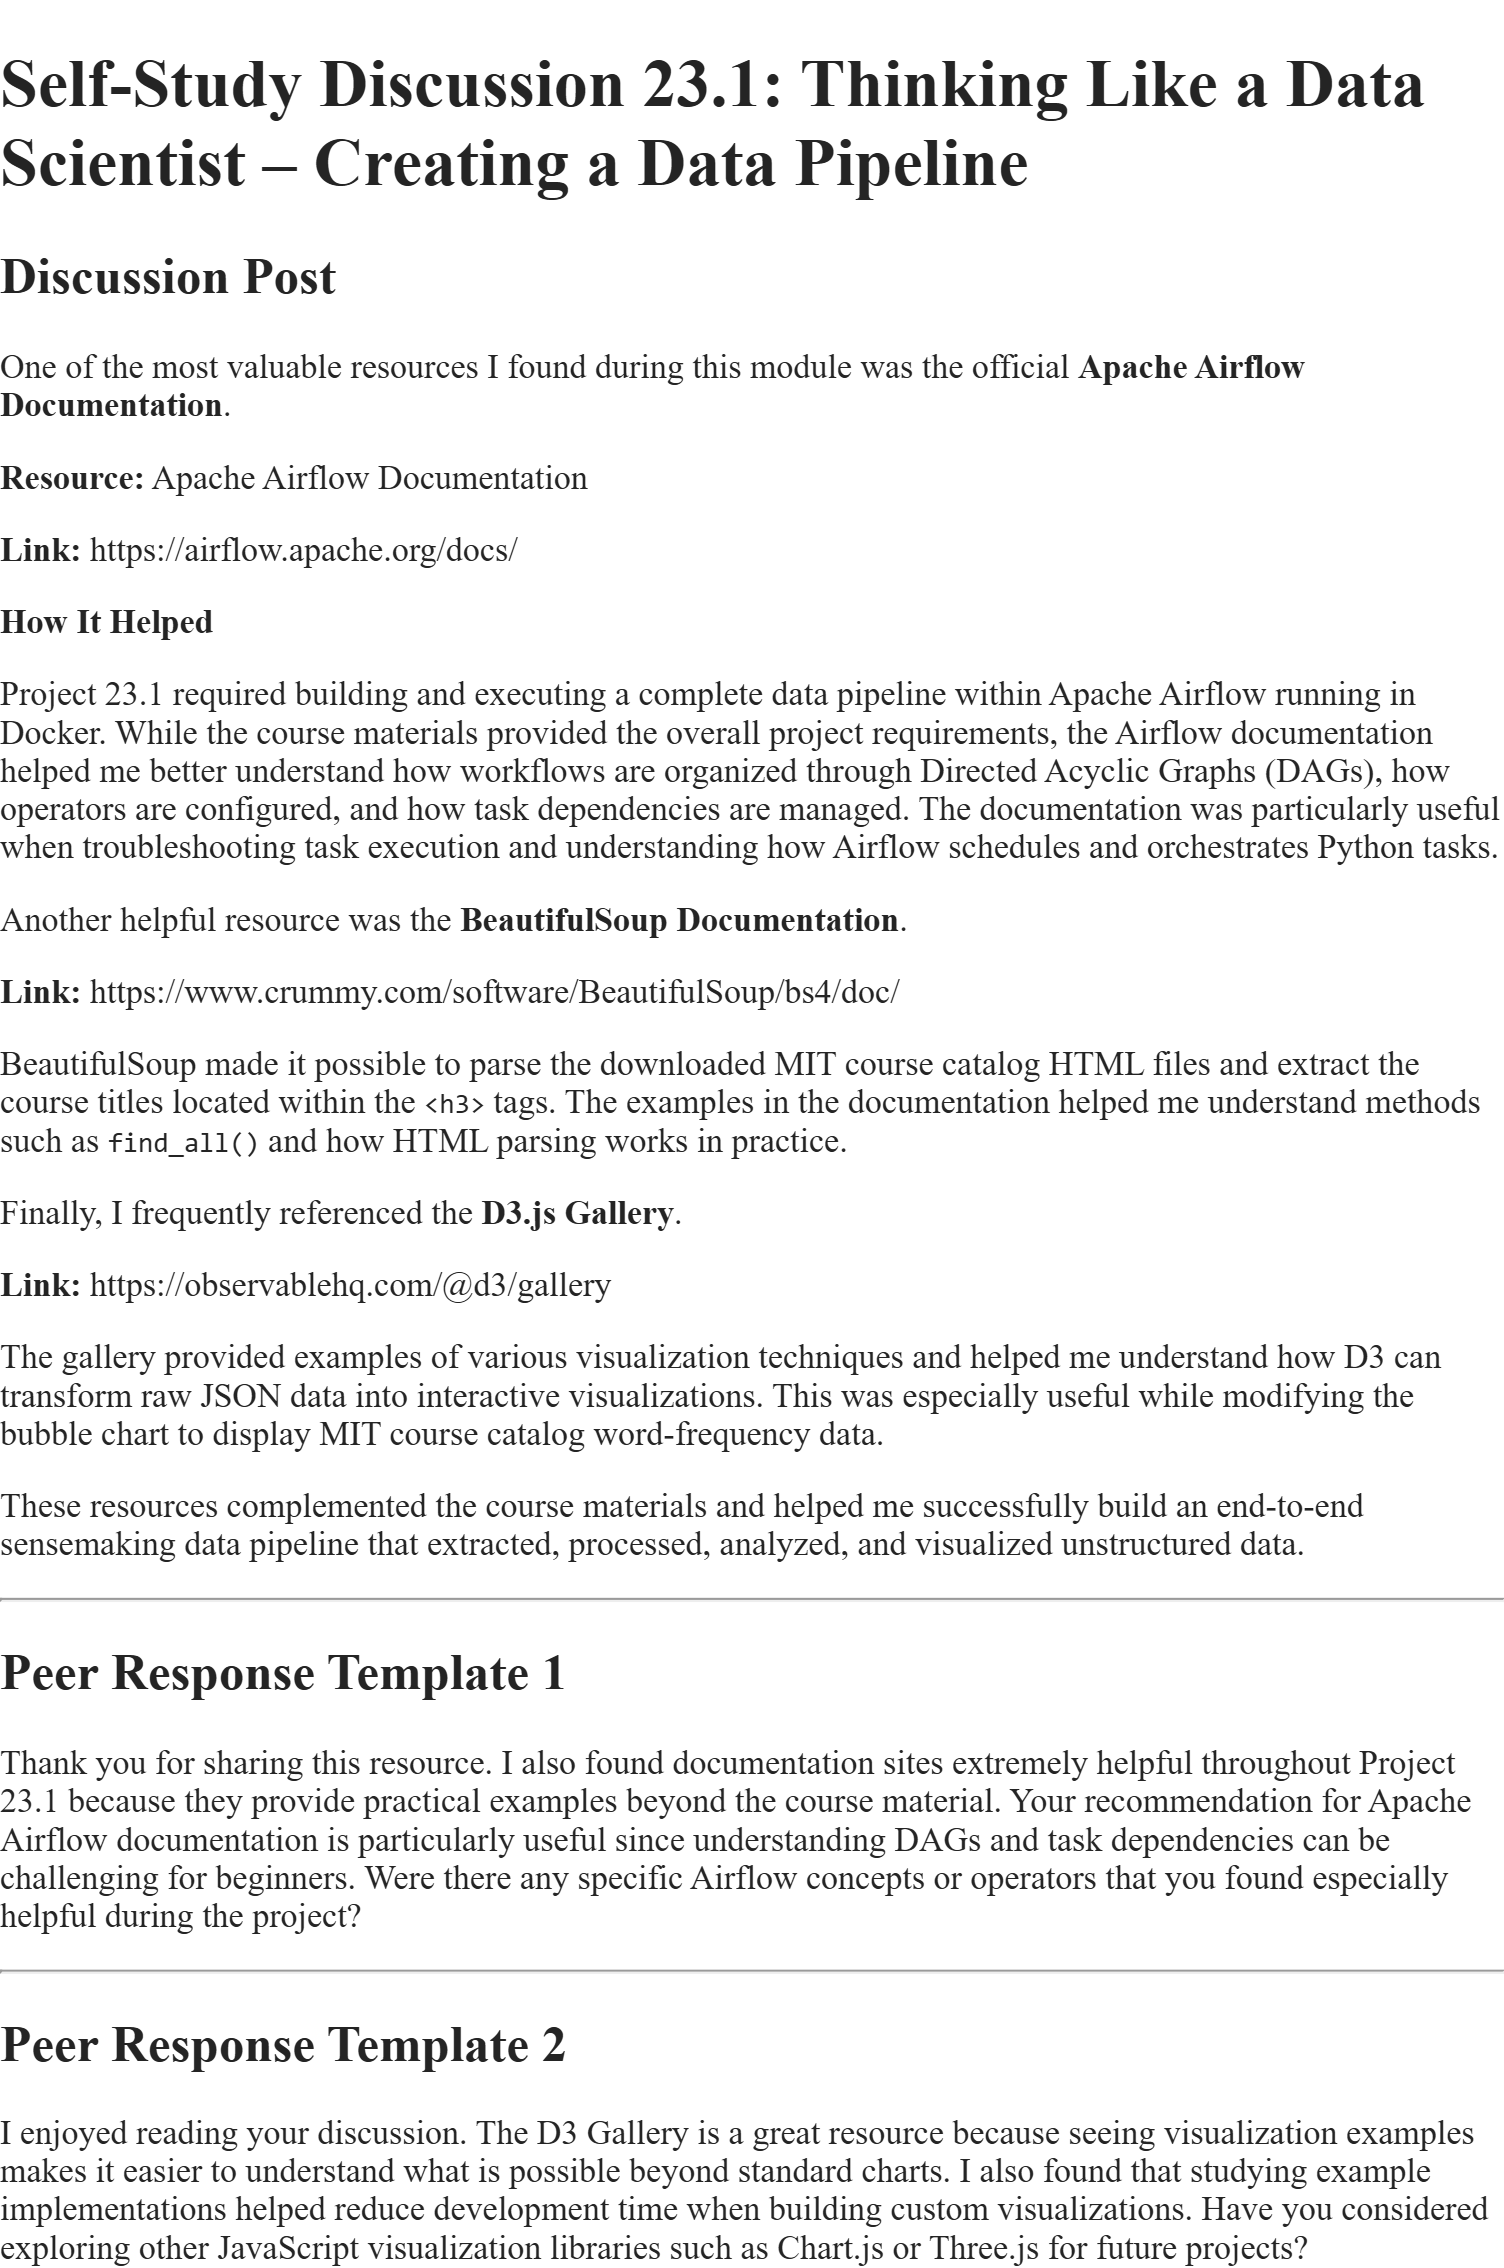 Self-Study Discussion 23.1: Thinking Like a Data
Scientist – Creating a Data Pipeline
Discussion Post
One of the most valuable resources I found during this module was the official Apache Airflow
Documentation.
Resource: Apache Airflow Documentation
Link: https://airflow.apache.org/docs/
How It Helped
Project 23.1 required building and executing a complete data pipeline within Apache Airflow running in
Docker. While the course materials provided the overall project requirements, the Airflow documentation
helped me better understand how workflows are organized through Directed Acyclic Graphs (DAGs), how
operators are configured, and how task dependencies are managed. The documentation was particularly useful
when troubleshooting task execution and understanding how Airflow schedules and orchestrates Python tasks.
Another helpful resource was the BeautifulSoup Documentation.
Link: https://www.crummy.com/software/BeautifulSoup/bs4/doc/
BeautifulSoup made it possible to parse the downloaded MIT course catalog HTML files and extract the
course titles located within the <h3> tags. The examples in the documentation helped me understand methods
such as find_all() and how HTML parsing works in practice.
Finally, I frequently referenced the D3.js Gallery.
Link: https://observablehq.com/@d3/gallery
The gallery provided examples of various visualization techniques and helped me understand how D3 can
transform raw JSON data into interactive visualizations. This was especially useful while modifying the
bubble chart to display MIT course catalog word-frequency data.
These resources complemented the course materials and helped me successfully build an end-to-end
sensemaking data pipeline that extracted, processed, analyzed, and visualized unstructured data.
Peer Response Template 1
Thank you for sharing this resource. I also found documentation sites extremely helpful throughout Project
23.1 because they provide practical examples beyond the course material. Your recommendation for Apache
Airflow documentation is particularly useful since understanding DAGs and task dependencies can be
challenging for beginners. Were there any specific Airflow concepts or operators that you found especially
helpful during the project?
Peer Response Template 2
I enjoyed reading your discussion. The D3 Gallery is a great resource because seeing visualization examples
makes it easier to understand what is possible beyond standard charts. I also found that studying example
implementations helped reduce development time when building custom visualizations. Have you considered
exploring other JavaScript visualization libraries such as Chart.js or Three.js for future projects?